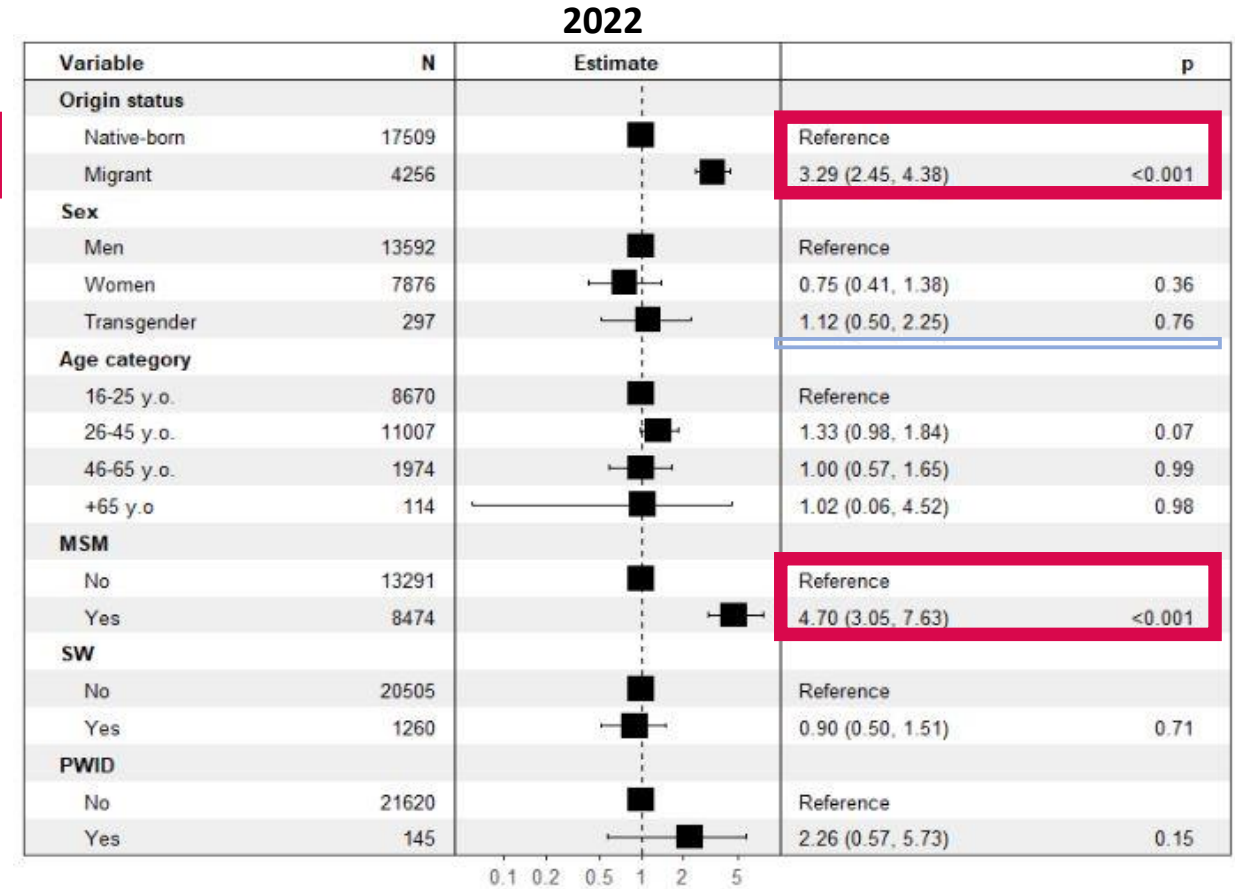 2022
Variable N Estimate p
Origin status
Native-born 17509 Reference
Migrant 4256 3.29 (2.45, 4.38) <0.001
Sex
Men 13592 Reference
Women 7876 0.75 (0.41, 1.38) 0.36
Transgender 297 1.12 (0.50, 2.25) 0.76
Age category
16-25 y.o. 8670 Reference
26-45 y.o. 11007 1.33 (0.98, 1.84) 0.07
46-65 y.o. 1974 1.00 (0.57, 1.65) 0.99
+65 y.o 114 1.02 (0.06, 4.52) 0.98
MSM
No 13291 Reference
Yes 8474 4.70 (3.05, 7.63) <0.001
SW
No 20505 Reference
Yes 1260 0.90 (0.50, 1.51) 0.71
PWID
No 21620 Reference
Yes 145 2.26 (0.57, 5.73) 0.15
0.1 0.2 0.5 1 2 5